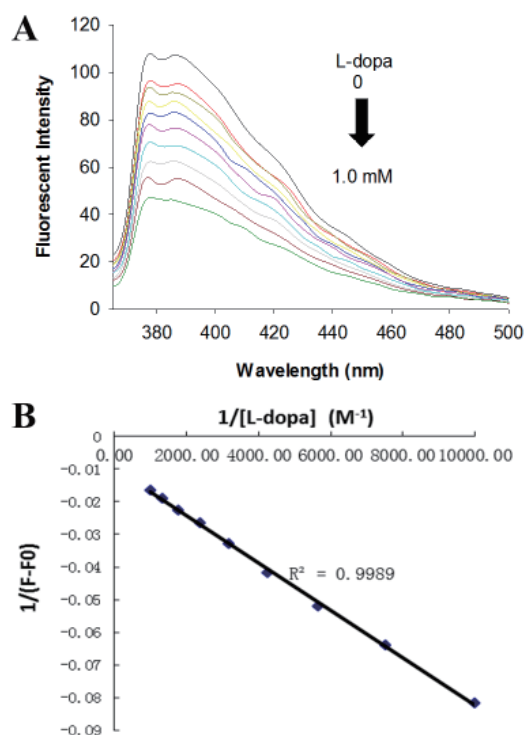 A
120
100
80
60
40
20
0
Fluorescent Intensity
L-dopa
0
1.0 mM
380 400 420 440 460 480 500
Wavelength (nm)
B
1/[L-dopa] (M⁻¹)
0.00 2000.00 4000.00 6000.00 8000.00 10000.00
0
-0.01
-0.02
-0.03
-0.04
-0.05
-0.06
-0.07
-0.08
-0.09
1/(F-F0)
R² = 0.9989